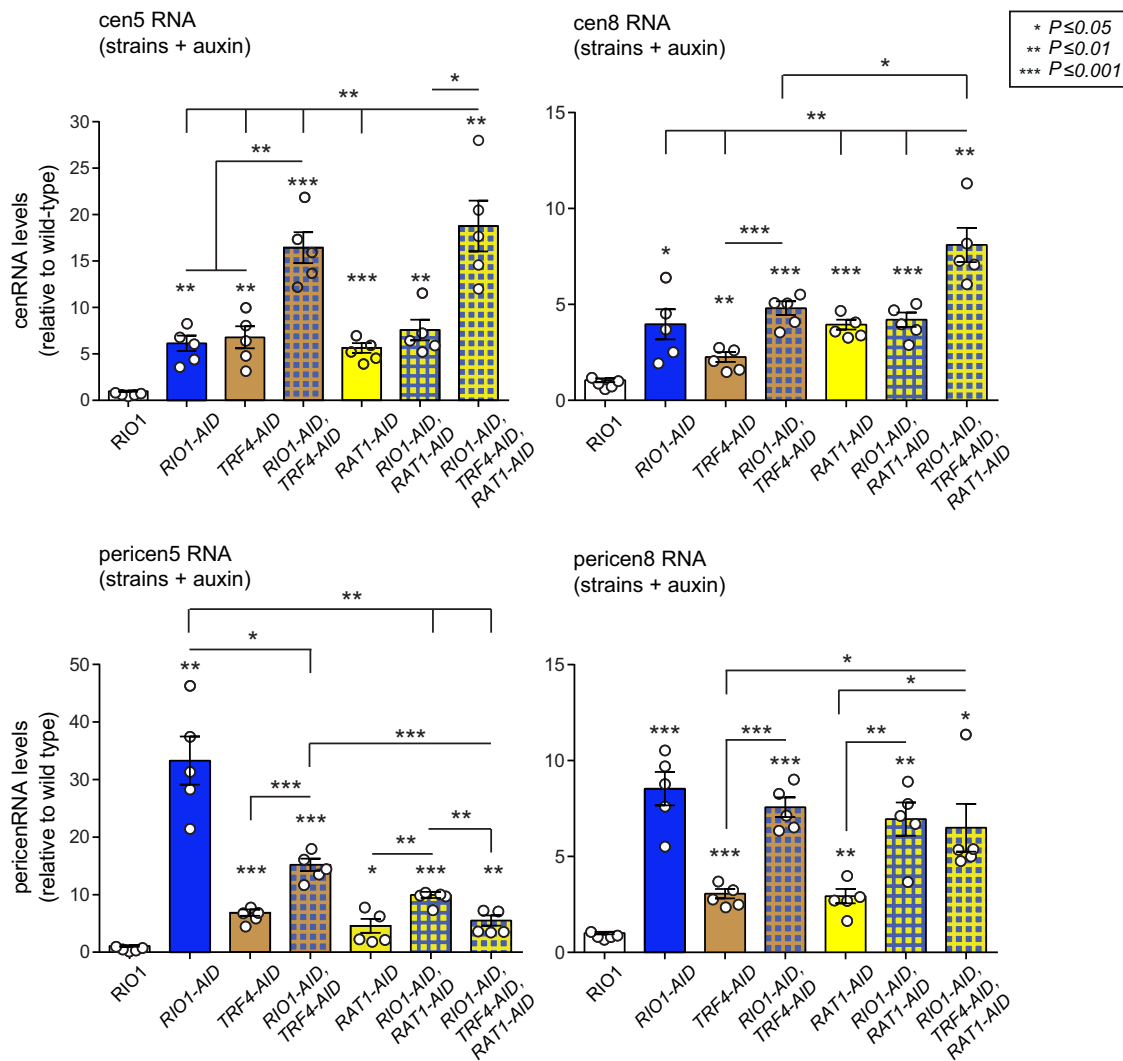 cen5 RNA
(strains + auxin)
cenRNA levels
(relative to wild-type)
30
25
20
15
10
5
0
**
*
**
**
**
***
***
**
**
RIO1
RIO1-AID
TRF4-AID
RIO1-AID,
TRF4-AID
RAT1-AID
RIO1-AID,
RAT1-AID
RIO1-AID,
TRF4-AID,
RAT1-AID
cen8 RNA
(strains + auxin)
* P≤0.05
** P≤0.01
*** P≤0.001
15
10
5
0
*
**
***
*
**
***
***
***
**
RIO1
RIO1-AID
TRF4-AID
RIO1-AID,
TRF4-AID
RAT1-AID
RIO1-AID,
RAT1-AID
RIO1-AID,
TRF4-AID,
RAT1-AID
pericen5 RNA
(strains + auxin)
pericenRNA levels
(relative to wild type)
50
40
30
20
10
0
**
*
***
***
**
**
**
***
***
*
***
**
RIO1
RIO1-AID
TRF4-AID
RIO1-AID,
TRF4-AID
RAT1-AID
RIO1-AID,
RAT1-AID
RIO1-AID,
TRF4-AID,
RAT1-AID
pericen8 RNA
(strains + auxin)
15
10
5
0
*
*
***
**
***
***
***
**
**
*
RIO1
RIO1-AID
TRF4-AID
RIO1-AID,
TRF4-AID
RAT1-AID
RIO1-AID,
RAT1-AID
RIO1-AID,
TRF4-AID,
RAT1-AID